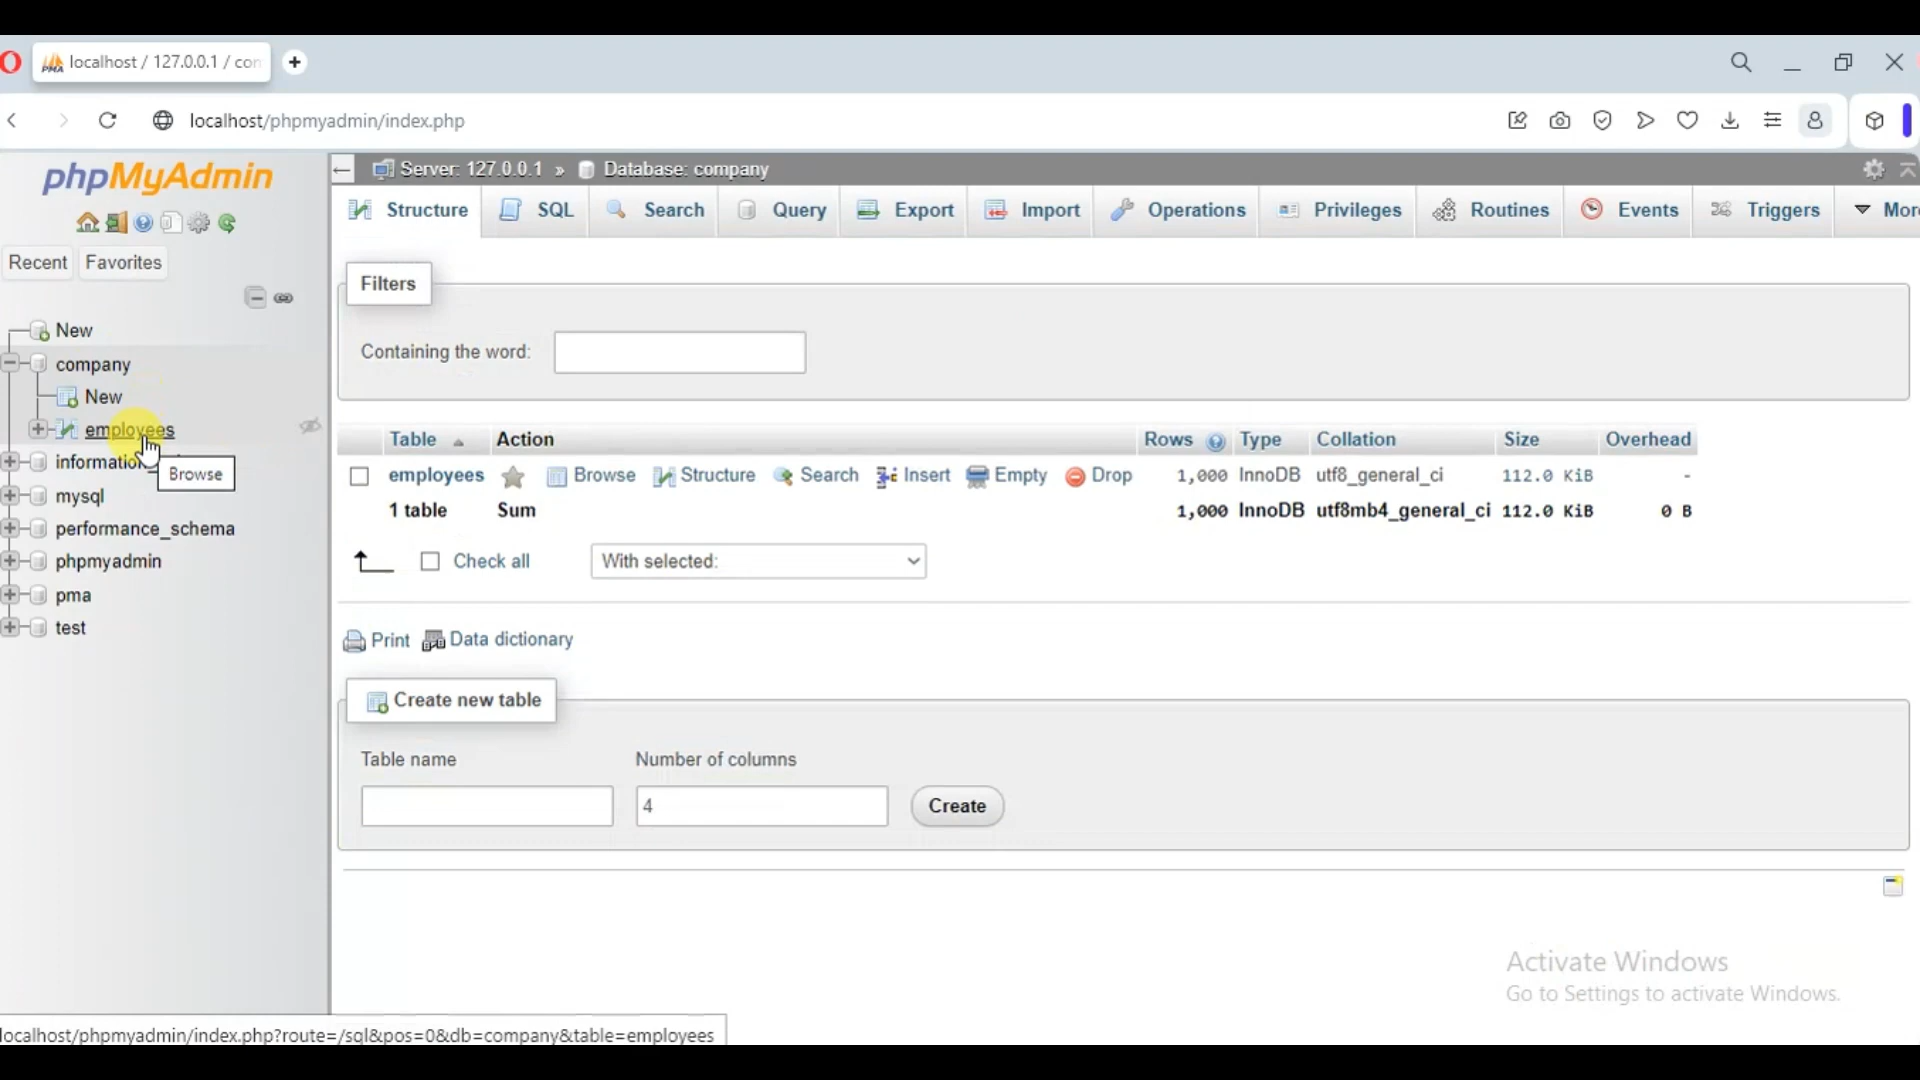 localhost / 127.0.0.1 / con
localhost/phpmyadmin/index.php
phpMyAdmin
Recent Favorites
New
company
New
employees
information
Browse
mysql
performance_schema
phpmyadmin
pma
test
Server: 127.0.0.1 » Database: company
Structure SQL Search Query Export Import Operations Privileges Routines Events Triggers Mor
Filters
Containing the word:
Table Action Rows Type Collation Size Overhead
employees Browse Structure Search Insert Empty Drop 1,000 InnoDB utf8_general_ci 112.0 KiB -
1 table Sum 1,000 InnoDB utf8mb4_general_ci 112.0 KiB 0 B
Check all With selected:
Print Data dictionary
Create new table
Table name Number of columns
4 Create
Activate Windows
Go to Settings to activate Windows.
localhost/phpmyadmin/index.php?route=/sql&pos=0&db=company&table=employees